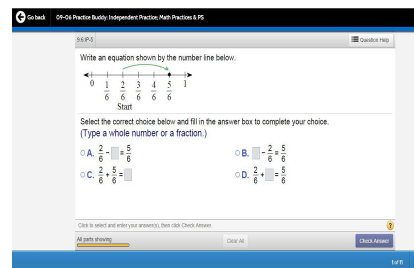 Go back 09-06 Practice Buddy: Independent Practice; Math Practices & PS
9.6.IP-5 Question Help
Write an equation shown by the number line below.
0 1/6 2/6 3/6 4/6 5/6 1
Start
Select the correct choice below and fill in the answer box to complete your choice.
(Type a whole number or a fraction.)
A. 2/6 - = 5/6 B. - 2/6 = 5/6
C. 2/6 + 5/6 = D. 2/6 + = 5/6
Click to select and enter your answer(s), then click Check Answer. ?
All parts showing Clear All Check Answer